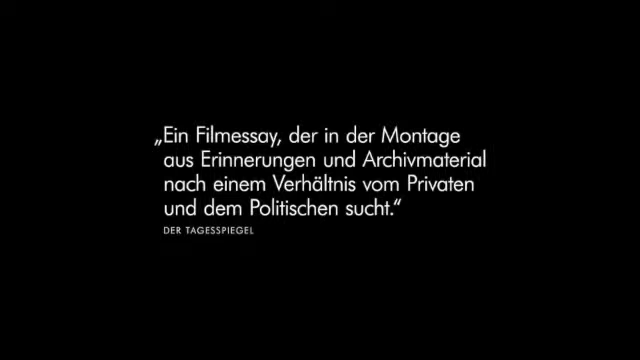 „Ein Filmessay, der in der Montage
aus Erinnerungen und Archivmaterial
nach einem Verhältnis vom Privaten
und dem Politischen sucht.“
DER TAGESSPIEGEL